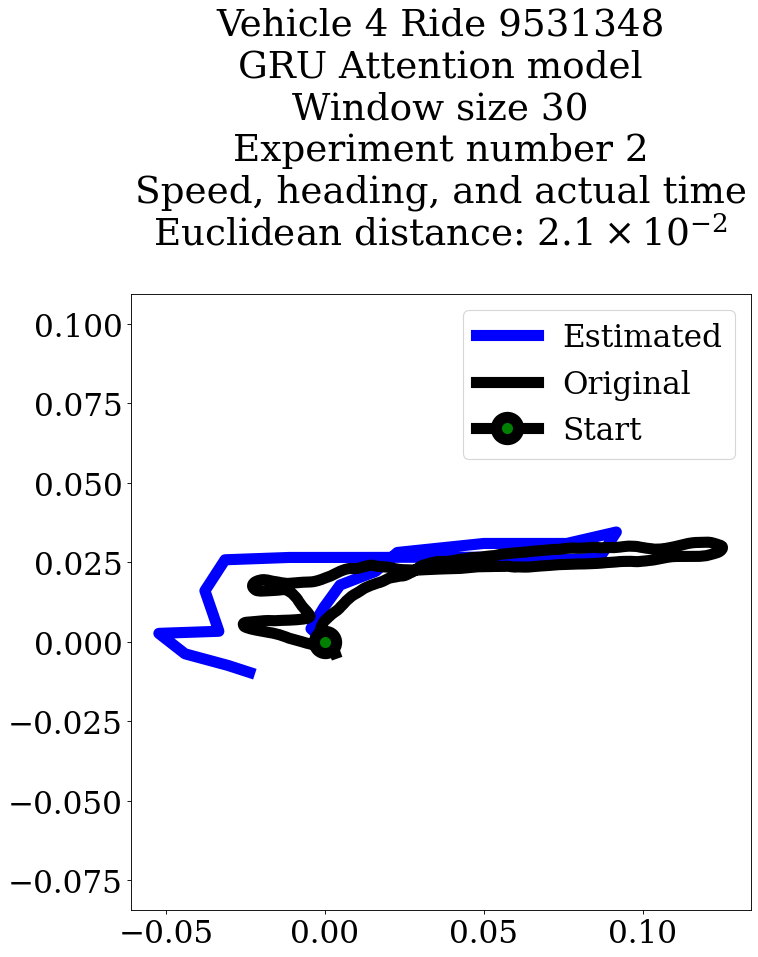 Vehicle 4 Ride 9531348
GRU Attention model
Window size 30
Experiment number 2
Speed, heading, and actual time
Euclidean distance: 2.1 × 10⁻²
Estimated
Original
Start
0.100
0.075
0.050
0.025
0.000
−0.025
−0.050
−0.075
−0.05 0.00 0.05 0.10